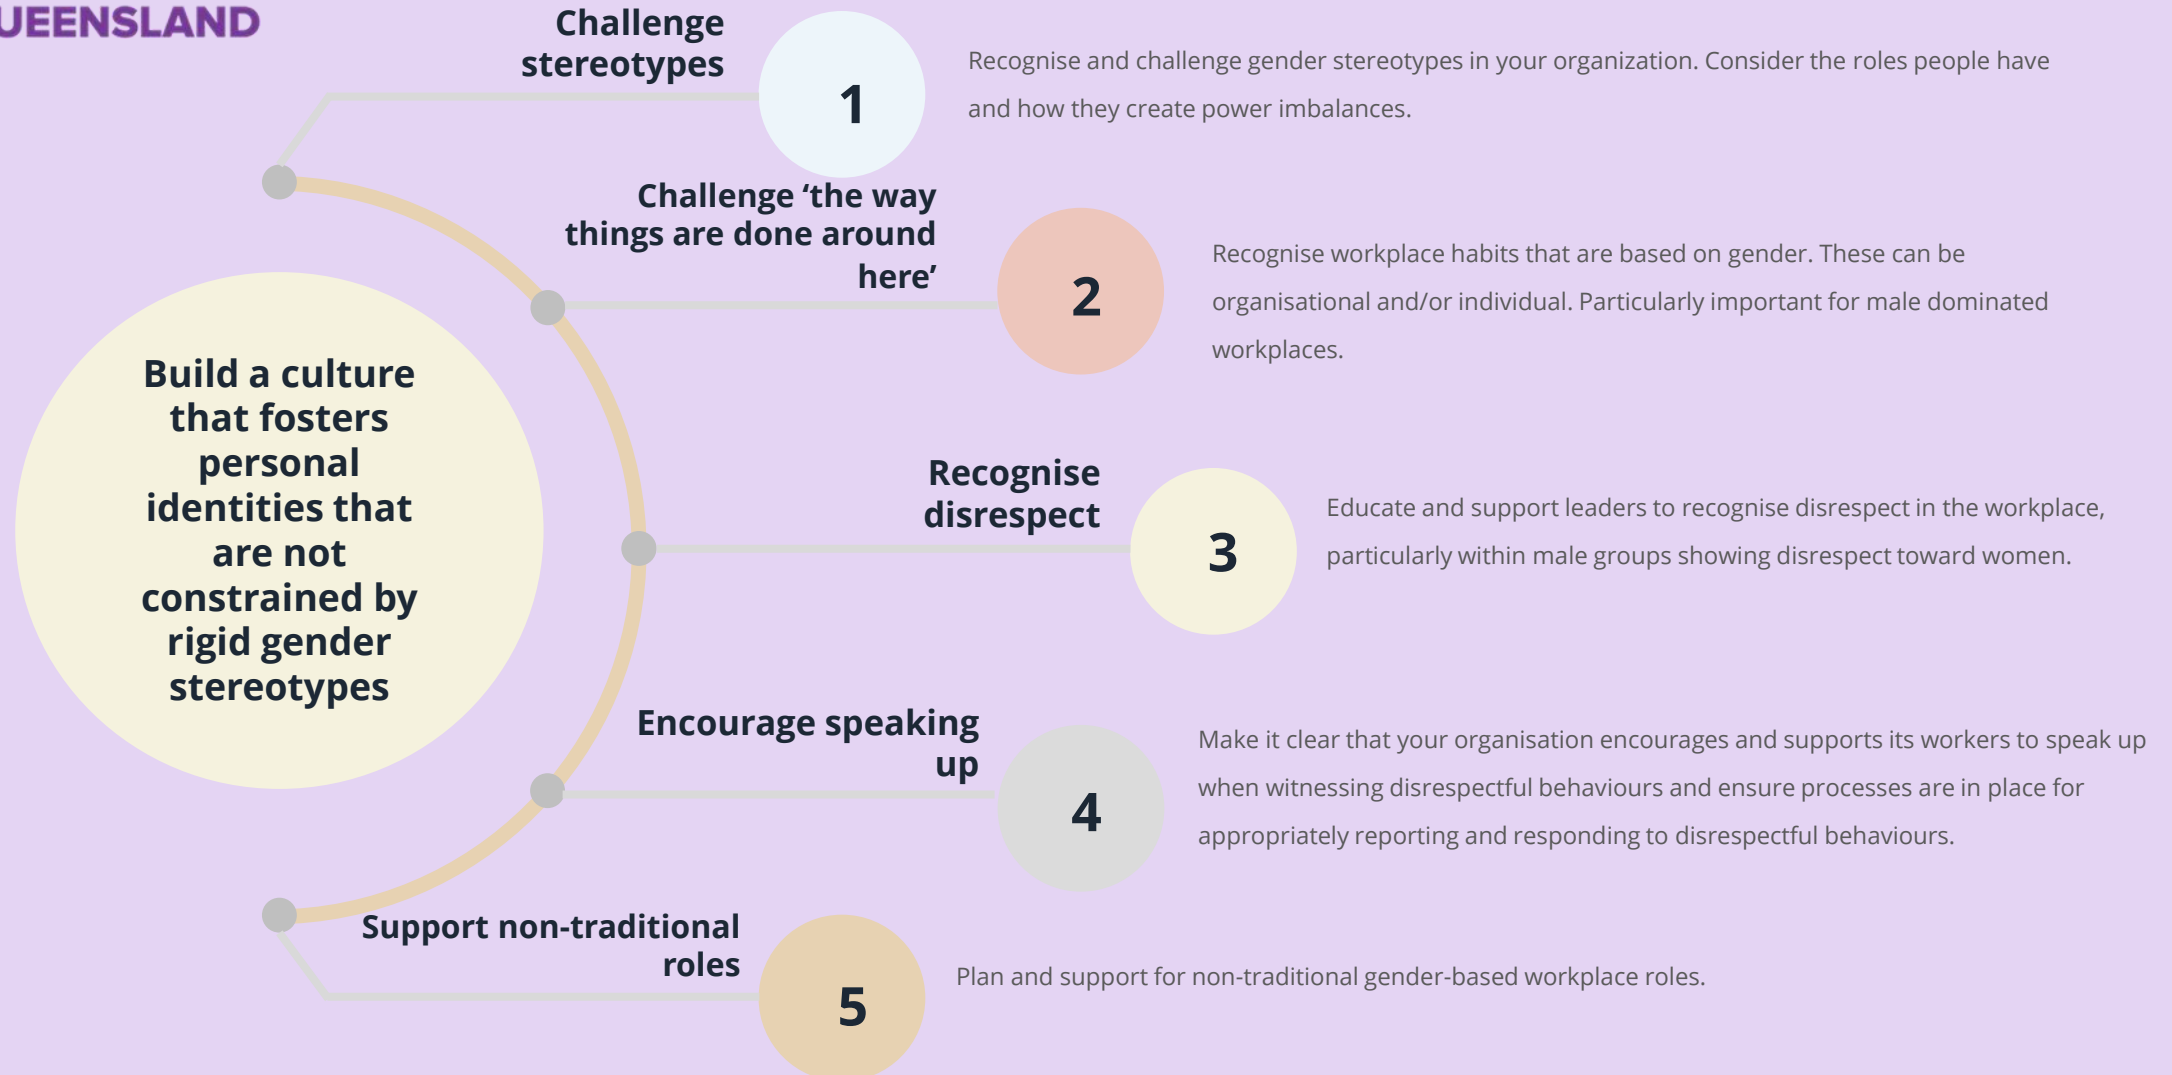 UEENSLAND
Challenge
stereotypes
1
Recognise and challenge gender stereotypes in your organization. Consider the roles people have
and how they create power imbalances.
Challenge ‘the way
things are done around
here’
2
Recognise workplace habits that are based on gender. These can be
organisational and/or individual. Particularly important for male dominated
workplaces.
Build a culture
that fosters
personal
identities that
are not
constrained by
rigid gender
stereotypes
Recognise
disrespect
3
Educate and support leaders to recognise disrespect in the workplace,
particularly within male groups showing disrespect toward women.
Encourage speaking
up
4
Make it clear that your organisation encourages and supports its workers to speak up
when witnessing disrespectful behaviours and ensure processes are in place for
appropriately reporting and responding to disrespectful behaviours.
Support non-traditional
roles
5
Plan and support for non-traditional gender-based workplace roles.